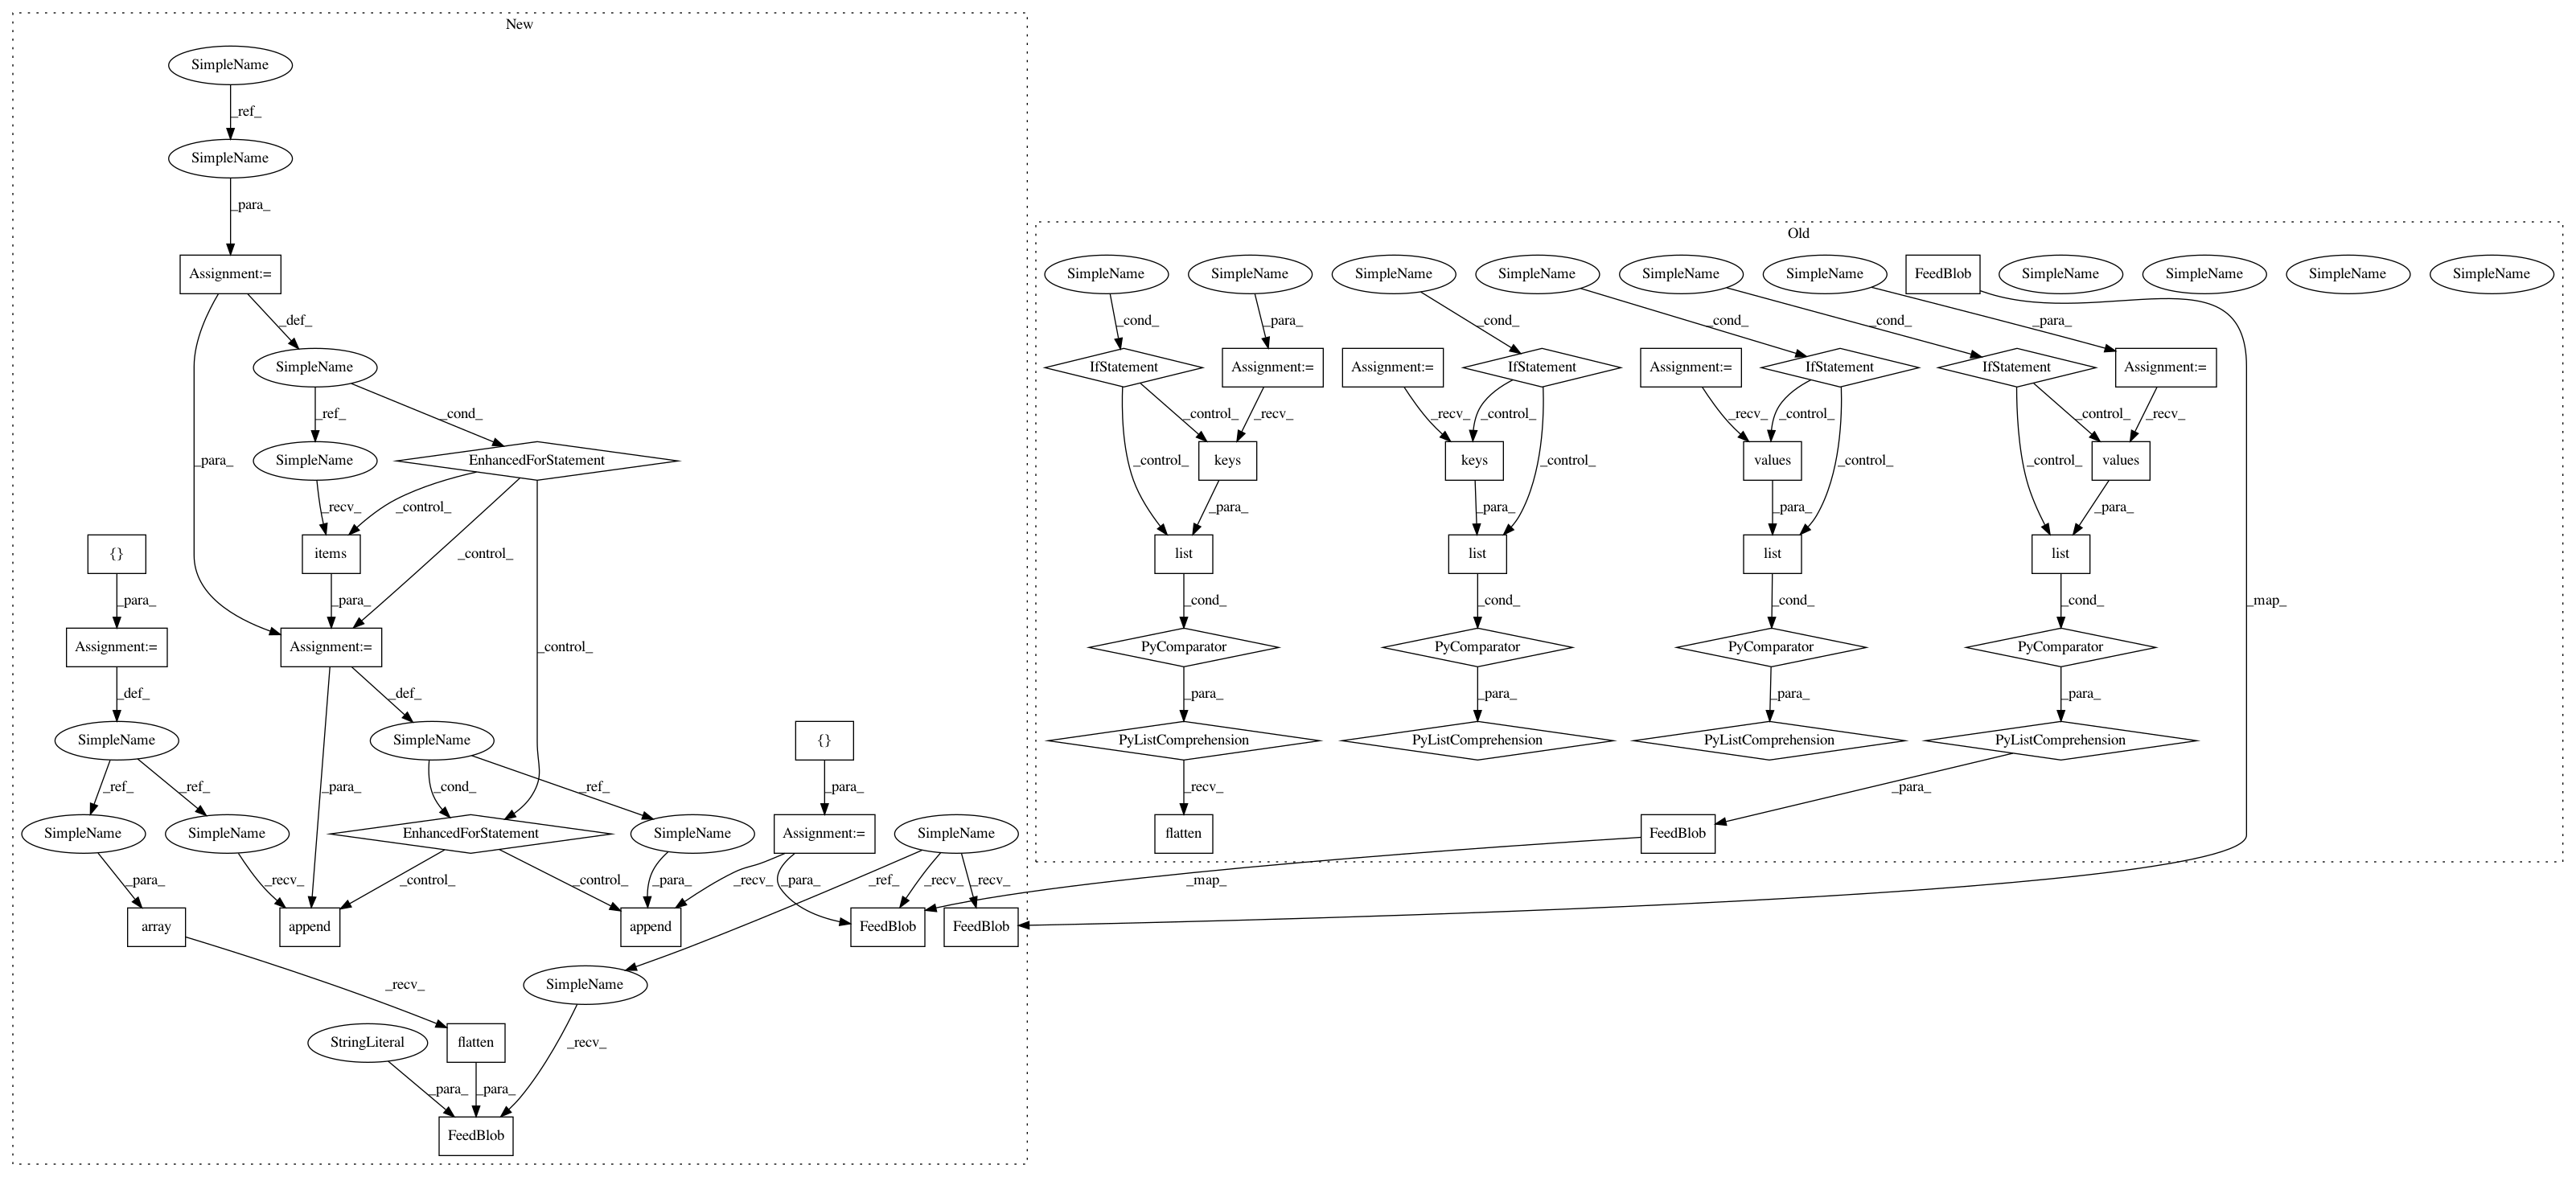 New
SimpleName
_ref_
SimpleName
_para_
Old
Assignment:=
SimpleName
SimpleName
SimpleName
SimpleName
SimpleName
SimpleName
FeedBlob
SimpleName
SimpleName
SimpleName
SimpleName
_def_
_cond_
_para_
_cond_
_cond_
_cond_
_para_
SimpleName
IfStatement
Assignment:=
Assignment:=
IfStatement
Assignment:=
IfStatement
IfStatement
Assignment:=
_ref_
_cond_
_control_
_recv_
_recv_
_control_
_recv_
_control_
_control_
_recv_
_para_
SimpleName
EnhancedForStatement
_control_
keys
keys
_control_
values
_control_
_control_
values
_recv_
_control_
_para_
_para_
_para_
_para_
{}
items
_control_
list
list
list
list
_para_
_para_
_cond_
_cond_
_cond_
_cond_
_map_
Assignment:=
Assignment:=
_control_
PyComparator
PyComparator
PyComparator
PyComparator
_def_
_def_
_para_
_para_
_para_
_para_
SimpleName
SimpleName
{}
PyListComprehension
PyListComprehension
PyListComprehension
PyListComprehension
_ref_
_ref_
_para_
_cond_
_ref_
_para_
_recv_
_para_
SimpleName
SimpleName
EnhancedForStatement
SimpleName
Assignment:=
SimpleName
flatten
FeedBlob
_para_
_recv_
_control_
_control_
_para_
_recv_
_para_
_ref_
_recv_
_recv_
_map_
array
append
append
FeedBlob
FeedBlob
_recv_
SimpleName
StringLiteral
flatten
_recv_
_para_
_para_
FeedBlob